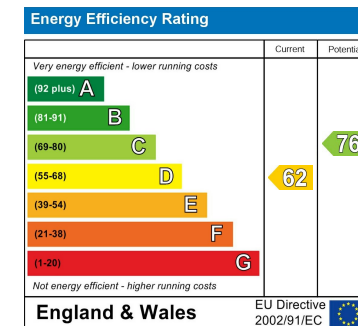 Energy Efficiency Rating
Current Potentia
Very energy efficient - lower running costs
(92 plus) A
(81-91) B
(69-80) C
76
(55-68) D
62
(39-54) E
(21-38) F
(1-20) G
Not energy efficient - higher running costs
England & Wales
EU Directive
2002/91/EC